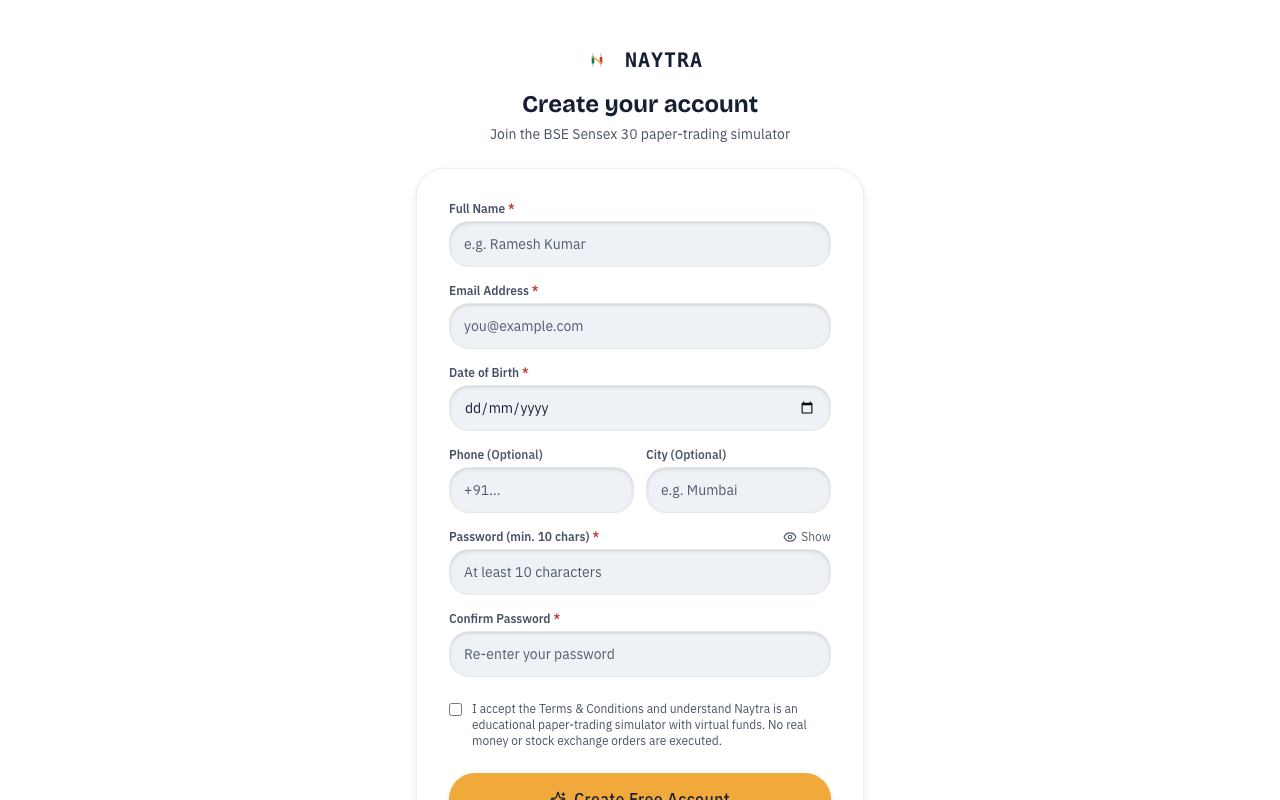 NAYTRA
Create your account
Join the BSE Sensex 30 paper-trading simulator
Full Name *
e.g. Ramesh Kumar
Email Address *
you@example.com
Date of Birth *
dd/mm/yyyy
Phone (Optional) City (Optional)
+91... e.g. Mumbai
Password (min. 10 chars) * Show
At least 10 characters
Confirm Password *
Re-enter your password
I accept the Terms & Conditions and understand Naytra is an
educational paper-trading simulator with virtual funds. No real
money or stock exchange orders are executed.
Create Free Account